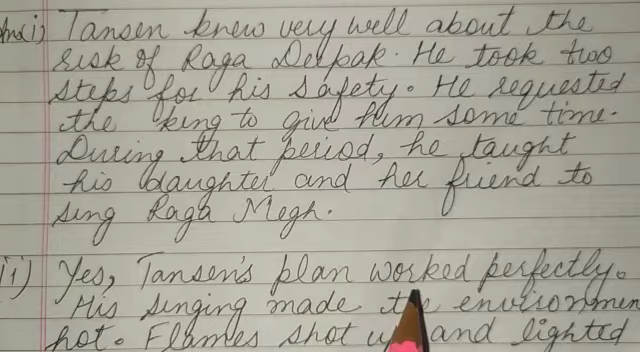 Ans i) Tansen knew very well about the
risk of Raga Deepak. He took two
steps for his safety. He requested
the king to give him some time.
During that period, he taught
his daughter and her friend to
sing Raga Megh.
ii) Yes, Tansen's plan worked perfectly.
His singing made the environmen
hot. Flames shot up and lighted